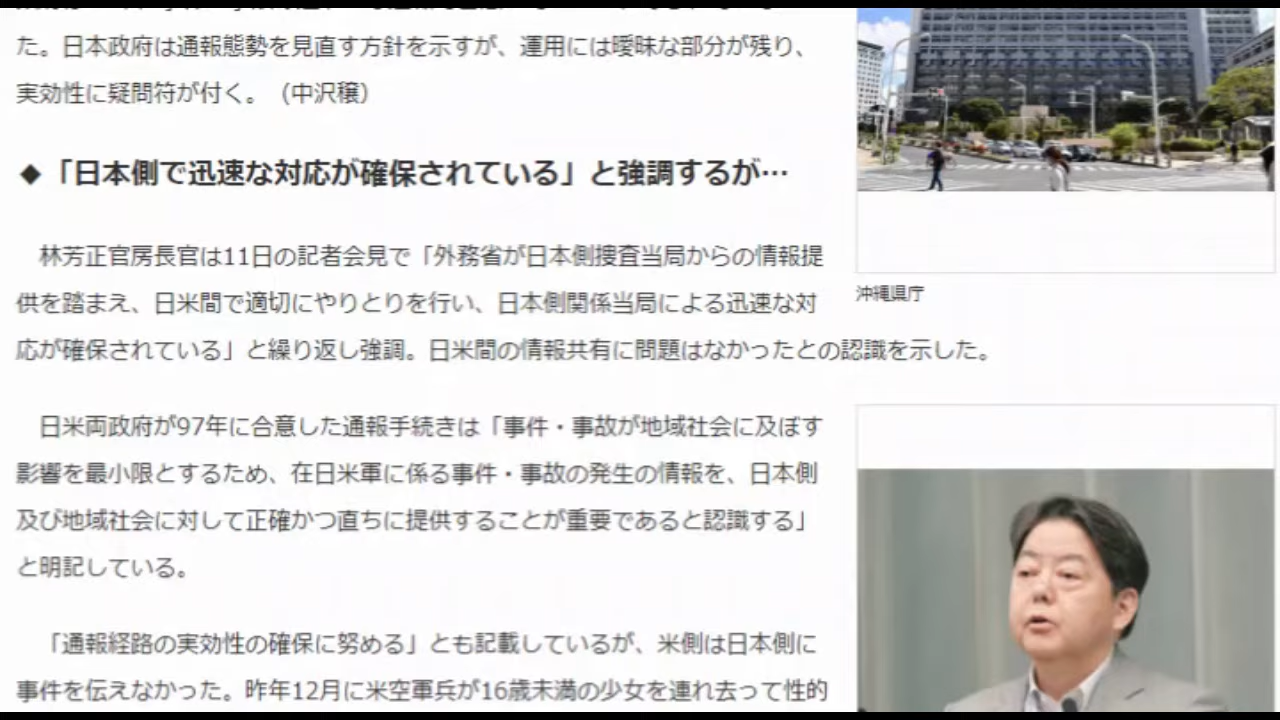 た。日本政府は通報態勢を見直す方針を示すが、運用には曖昧な部分が残り、
実効性に疑問符が付く。（中沢穣）
◆「日本側で迅速な対応が確保されている」と強調するが…
林芳正官房長官は11日の記者会見で「外務省が日本側捜査当局からの情報提
供を踏まえ、日米間で適切にやりとりを行い、日本側関係当局による迅速な対
応が確保されている」と繰り返し強調。日米間の情報共有に問題はなかったとの認識を示した。
沖縄県庁
日米両政府が97年に合意した通報手続きは「事件・事故が地域社会に及ぼす
影響を最小限とするため、在日米軍に係る事件・事故の発生の情報を、日本側
及び地域社会に対して正確かつ直ちに提供することが重要であると認識する」
と明記している。
「通報経路の実効性の確保に努める」とも記載しているが、米側は日本側に
事件を伝えなかった。昨年12月に米空軍兵が16歳未満の少女を連れ去って性的